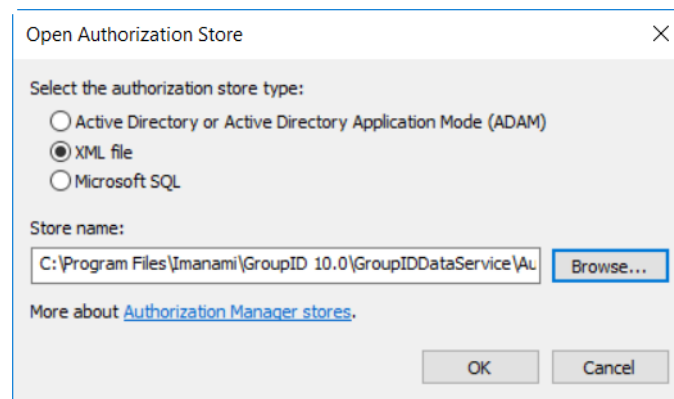 Open Authorization Store
Select the authorization store type:
Active Directory or Active Directory Application Mode (ADAM)
XML file
Microsoft SQL
Store name:
C:\Program Files\Imanami\GroupID 10.0\GroupIDDataService\Au
Browse...
More about Authorization Manager stores.
OK
Cancel